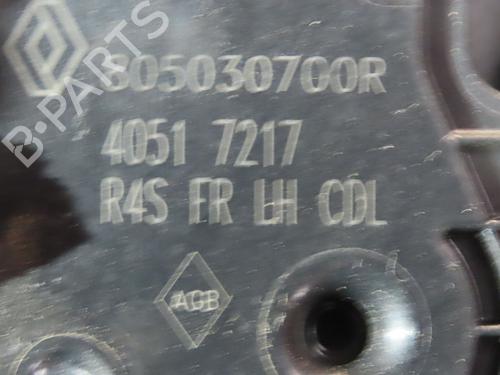 805030700R
4051 7217
R4S FR LH CDL
AGB
B-PARTS